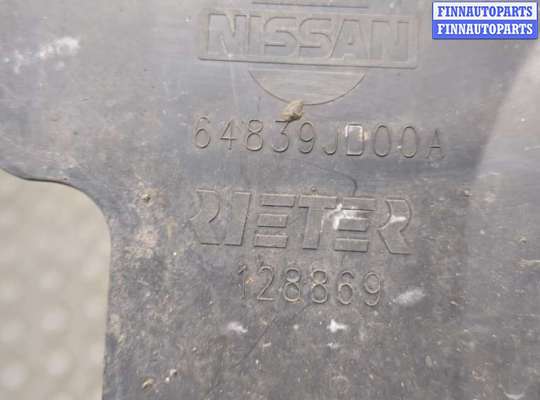 FINNAUTOPARTS
FINNAUTOPARTS
NISSAN
64839JD00A
RIETER
128869